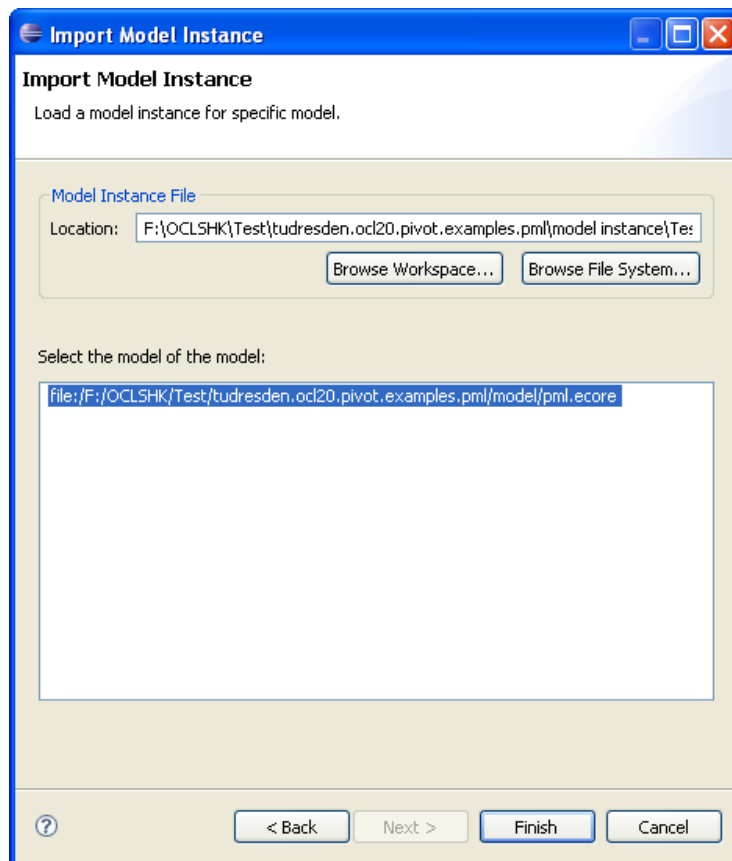 Import Model Instance
Import Model Instance
Load a model instance for specific model.
Model Instance File
Location: F:\OCLSHK\Test\tudresden.ocl20.pivot.examples.pml\model instance\Tes
Browse Workspace... Browse File System...
Select the model of the model:
file:/F:/OCLSHK/Test/tudresden.ocl20.pivot.examples.pml/model/pml.ecore
? < Back Next > Finish Cancel